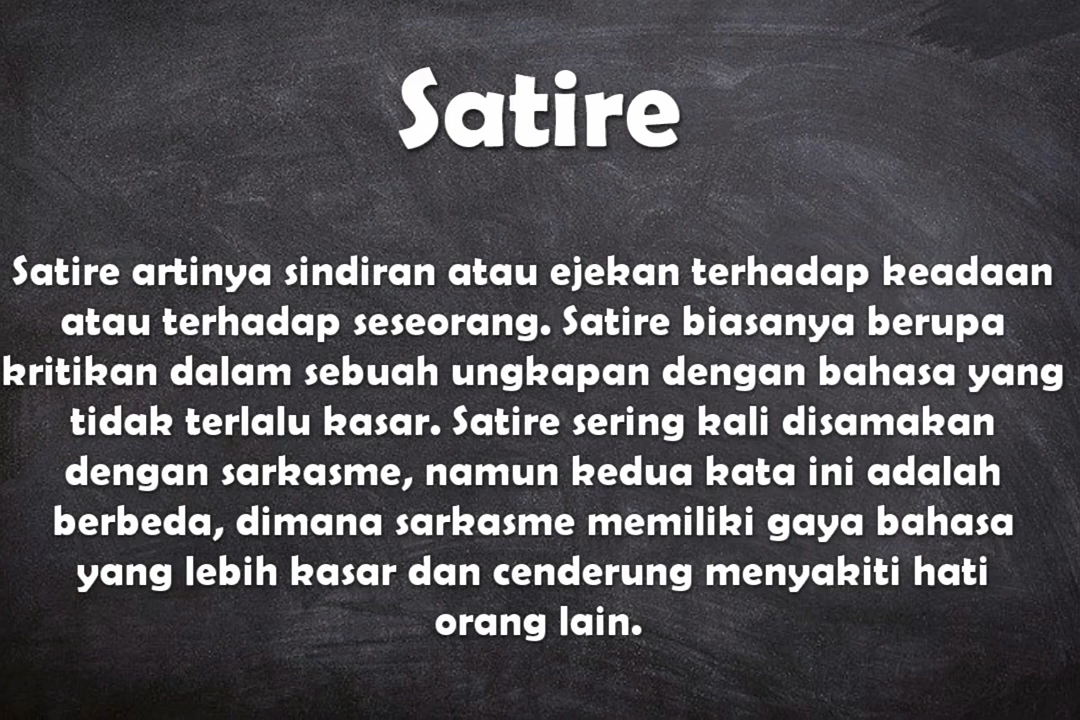 Satire
Satire artinya sindiran atau ejekan terhadap keadaan
atau terhadap seseorang. Satire biasanya berupa
kritikan dalam sebuah ungkapan dengan bahasa yang
tidak terlalu kasar. Satire sering kali disamakan
dengan sarkasme, namun kedua kata ini adalah
berbeda, dimana sarkasme memiliki gaya bahasa
yang lebih kasar dan cenderung menyakiti hati
orang lain.